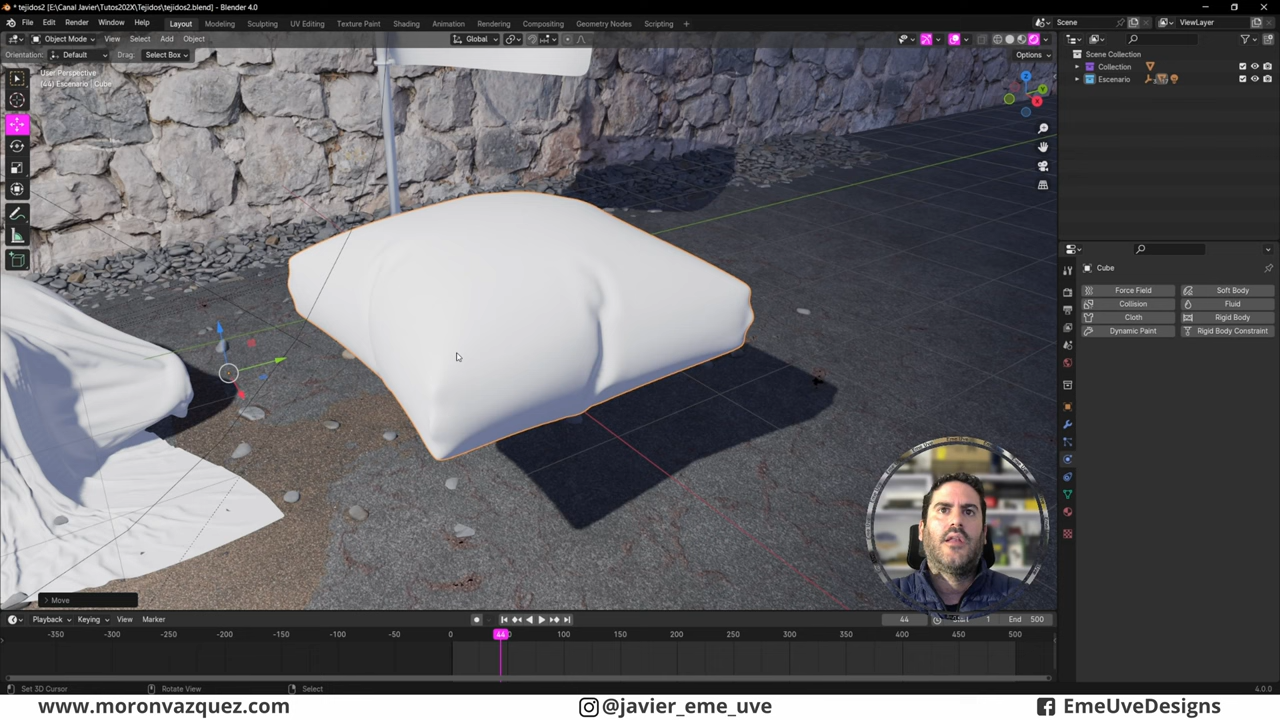 * tejidos2 [E:\Canal Javier\Tutos202X\Tejidos\tejidos2.blend] - Blender 4.0
File Edit Render Window Help Layout Modeling Sculpting UV Editing Texture Paint Shading Animation Rendering Compositing Geometry Nodes Scripting + Scene ViewLayer
Object Mode View Select Add Object Global
Orientation: Default Drag: Select Box Options
User Perspective
(44) Escenario | Cube
Scene Collection
Collection
Escenario
Z
Y
X
Cube
Force Field Soft Body
Collision Fluid
Cloth Rigid Body
Dynamic Paint Rigid Body Constraint
Move
Playback Keying View Marker 44 1 End 500
-350 -300 -250 -200 -150 -100 -50 0 44 100 150 200 250 300 350 400 450 500
Set 3D Cursor Rotate View Select 4.0.0
www.moronvazquez.com @javier_eme_uve EmeUveDesigns